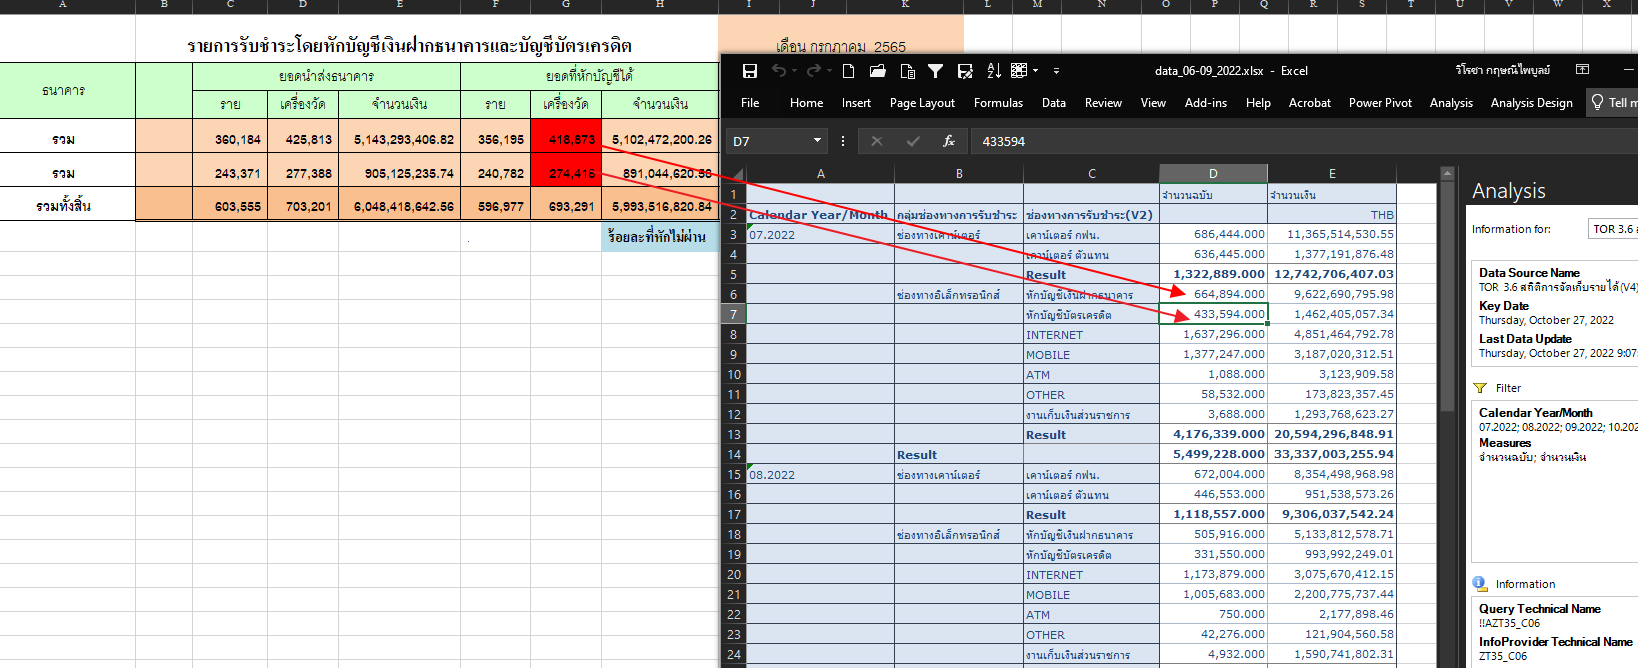 A B C D E F G H I J K L M N O P Q R S T U V W X
รายการรับชำระโดยหักบัญชีเงินฝากธนาคารและบัญชีบัตรเครดิต เดือน กรกฎาคม 2565
ธนาคาร ยอดนำส่งธนาคาร ยอดที่หักบัญชีได้
ราย เครื่องวัด จำนวนเงิน ราย เครื่องวัด จำนวนเงิน
รวม 360,184 425,813 5,143,293,406.82 356,195 418,873 5,102,472,200.26
รวม 243,371 277,388 905,125,235.74 240,782 274,416 891,044,620.58
รวมทั้งสิ้น 603,555 703,201 6,048,418,642.56 596,977 693,291 5,993,516,820.84
ร้อยละที่หักไม่ผ่าน
data_06-09_2022.xlsx - Excel วิโรซา กฤษณีไพบูลย์
File Home Insert Page Layout Formulas Data Review View Add-ins Help Acrobat Power Pivot Analysis Analysis Design Tell m
D7 fx 433594
A B C D E
1 จำนวนฉบับ จำนวนเงิน
2 Calendar Year/Month กลุ่มช่องทางการรับชำระ ช่องทางการรับชำระ(V2) THB
3 07.2022 ช่องทางเคาน์เตอร์ เคาน์เตอร์ กฟน. 686,444.000 11,365,514,530.55
4 เคาน์เตอร์ ตัวแทน 636,445.000 1,377,191,876.48
5 Result 1,322,889.000 12,742,706,407.03
6 ช่องทางอิเล็กทรอนิกส์ หักบัญชีเงินฝากธนาคาร 664,894.000 9,622,690,795.98
7 หักบัญชีบัตรเครดิต 433,594.000 1,462,405,057.34
8 INTERNET 1,637,296.000 4,851,464,792.78
9 MOBILE 1,377,247.000 3,187,020,312.51
10 ATM 1,088.000 3,123,909.58
11 OTHER 58,532.000 173,823,357.45
12 งานเก็บเงินส่วนราชการ 3,688.000 1,293,768,623.27
13 Result 4,176,339.000 20,594,296,848.91
14 Result 5,499,228.000 33,337,003,255.94
15 08.2022 ช่องทางเคาน์เตอร์ เคาน์เตอร์ กฟน. 672,004.000 8,354,498,968.98
16 เคาน์เตอร์ ตัวแทน 446,553.000 951,538,573.26
17 Result 1,118,557.000 9,306,037,542.24
18 ช่องทางอิเล็กทรอนิกส์ หักบัญชีเงินฝากธนาคาร 505,916.000 5,133,812,578.71
19 หักบัญชีบัตรเครดิต 331,550.000 993,992,249.01
20 INTERNET 1,173,879.000 3,075,670,412.15
21 MOBILE 1,005,683.000 2,200,775,737.44
22 ATM 750.000 2,177,898.46
23 OTHER 42,276.000 121,904,560.58
24 งานเก็บเงินส่วนราชการ 4,932.000 1,590,741,802.31
Analysis
Information for: TOR 3.6
Data Source Name
TOR 3.6 สถิติการจัดเก็บรายได้ (V4)
Key Date
Thursday, October 27, 2022
Last Data Update
Thursday, October 27, 2022 9:07:
Filter
Calendar Year/Month
07.2022; 08.2022; 09.2022; 10.202
Measures
จำนวนฉบับ; จำนวนเงิน
Information
Query Technical Name
!!AZT35_C06
InfoProvider Technical Name
ZT35_C06